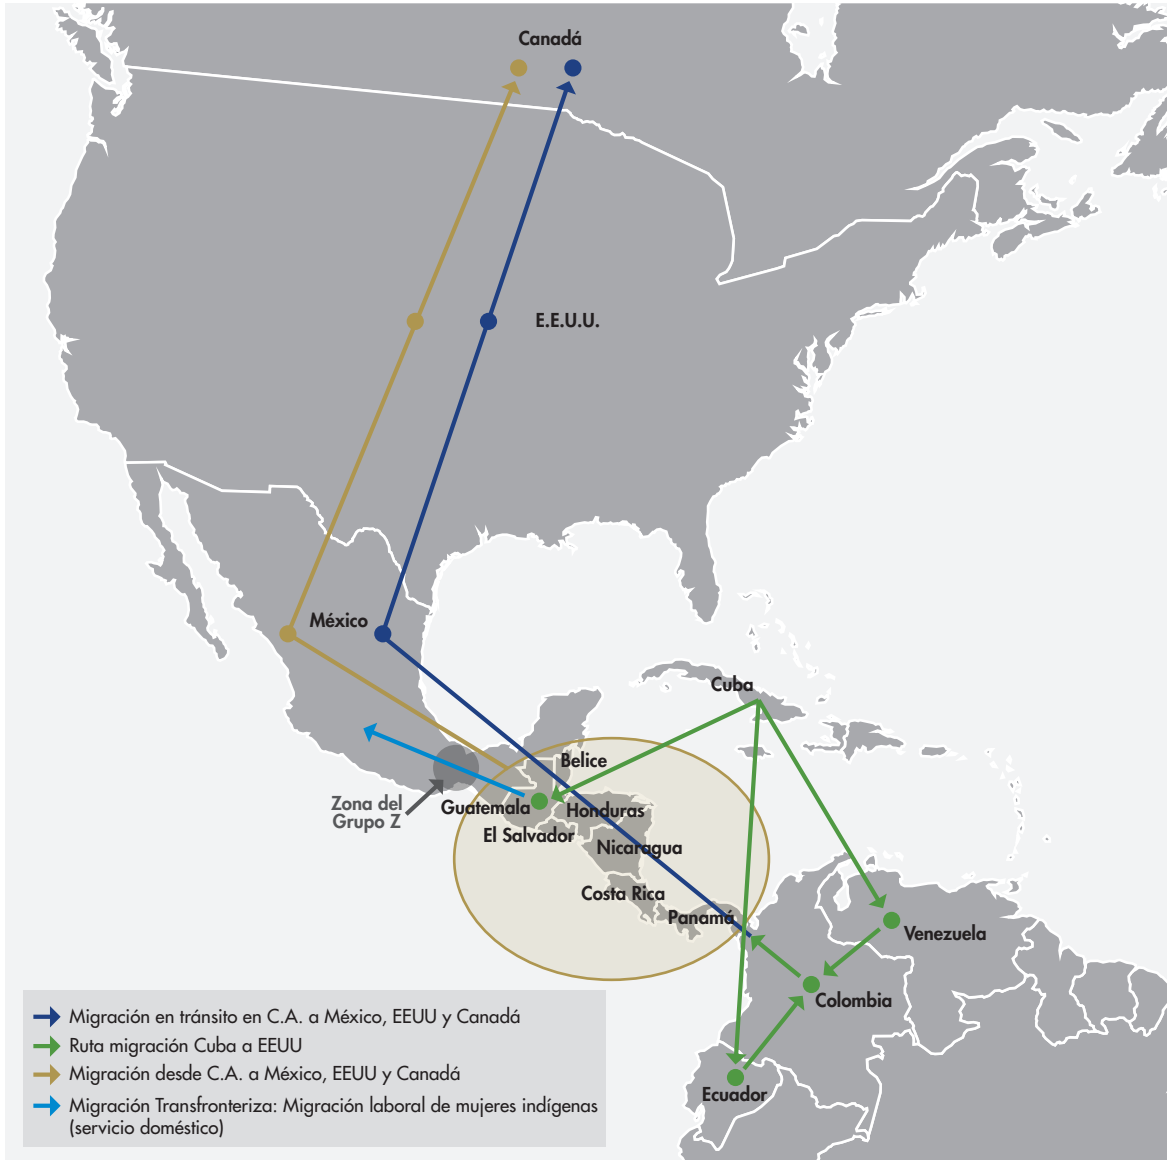 Canadá
E.E.U.U.
México
Cuba
Belice
Zona del
Grupo Z
Guatemala
Honduras
El Salvador
Nicaragua
Costa Rica
Panamá
Venezuela
Colombia
Ecuador
Migración en tránsito en C.A. a México, EEUU y Canadá
Ruta migración Cuba a EEUU
Migración desde C.A. a México, EEUU y Canadá
Migración Transfronteriza: Migración laboral de mujeres indígenas
(servicio doméstico)